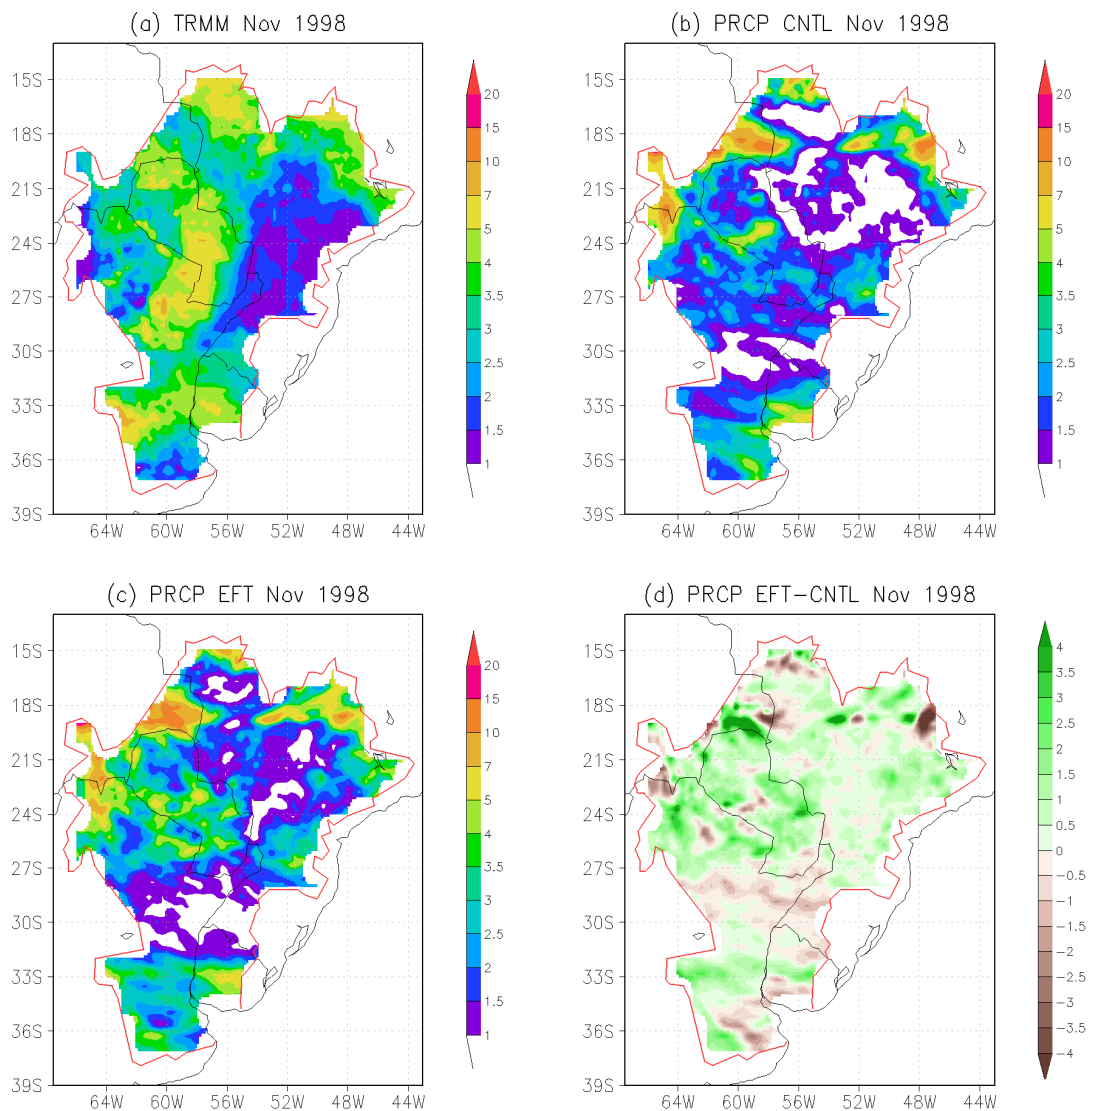 (a) TRMM Nov 1998
15S
18S
21S
24S
27S
30S
33S
36S
39S
64W 60W 56W 52W 48W 44W
20
15
10
7
5
4
3.5
3
2.5
2
1.5
1
(b) PRCP CNTL Nov 1998
15S
18S
21S
24S
27S
30S
33S
36S
39S
64W 60W 56W 52W 48W 44W
20
15
10
7
5
4
3.5
3
2.5
2
1.5
1
(c) PRCP EFT Nov 1998
15S
18S
21S
24S
27S
30S
33S
36S
39S
64W 60W 56W 52W 48W 44W
20
15
10
7
5
4
3.5
3
2.5
2
1.5
1
(d) PRCP EFT−CNTL Nov 1998
15S
18S
21S
24S
27S
30S
33S
36S
39S
64W 60W 56W 52W 48W 44W
4
3.5
3
2.5
2
1.5
1
0.5
0
−0.5
−1
−1.5
−2
−2.5
−3
−3.5
−4